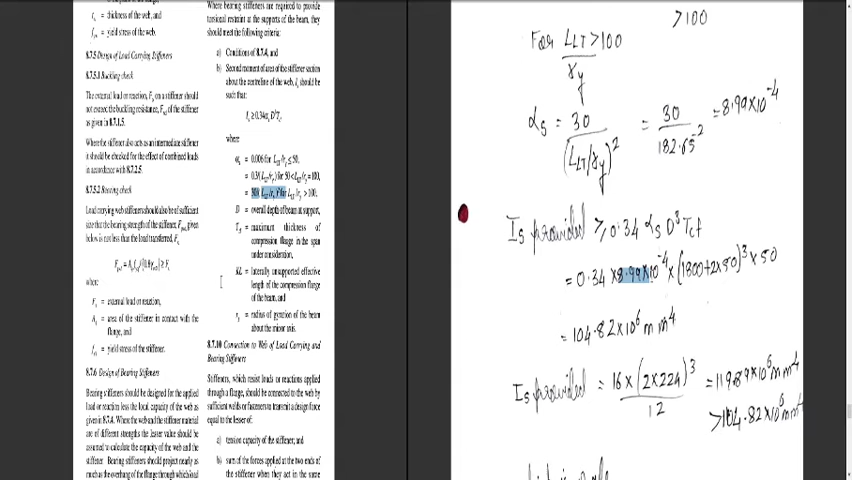 t_w = thickness of the web, and
f_yw = yield stress of the web.
8.7.5 Design of Load Carrying Stiffeners
8.7.5.1 Buckling check
The external load or reaction, F_x on a stiffener should
not exceed the buckling resistance, F_xd of the stiffener
as given in 8.7.1.5.
Where the stiffener also acts as an intermediate stiffener
it should be checked for the effect of combined loads
in accordance with 8.7.2.5.
8.7.5.2 Bearing check
Load carrying web stiffeners should also be of sufficient
size that the bearing strength of the stiffener, F_psd given
below is not less than the load transferred, F_x
where
F_x = external load or reaction,
A_q = area of the stiffener in contact with the
flange, and
f_yq = yield stress of the stiffener.
8.7.6 Design of Bearing Stiffeners
Bearing stiffeners should be designed for the applied
load or reaction less the local capacity of the web as
given in 8.7.4. Where the web and the stiffener material
are of different strengths the lesser value should be
assumed to calculate the capacity of the web and the
stiffener. Bearing stiffeners should project nearly as
much as the overhang of the flange through which load
Where bearing stiffeners are required to provide
torsional restraint at the supports of the beam, they
should meet the following criteria:
a) Conditions of 8.7.4, and
b) Second moment of area of the stiffener section
about the centreline of the web, I_s should be
such that:
I_s ≥ 0.34α_s D³T_cf
where
α_s = 0.006 for L_LT/r_y ≤ 50,
D = overall depth of beam at support,
T_cf = maximum thickness of
compression flange in the span
under consideration,
KL = laterally unsupported effective
length of the compression flange
of the beam, and
r_y = radius of gyration of the beam
about the minor axis.
8.7.10 Connection to Web of Load Carrying and
Bearing Stiffeners
Stiffeners, which resist loads or reactions applied
through a flange, should be connected to the web by
sufficient welds or fasteners to transmit a design force
equal to the lesser of:
a) tension capacity of the stiffener; and
b) sum of the forces applied at the two ends of
the stiffener when they act in the same
>100
For L_LT/r_y >100
α_s = 30/(L_LT/r_y)² = 30/182.65² = 8.99×10⁻⁴
Is provided ≥ 0.34 α_s D³ Tcf
= 0.34 × 8.99×10⁻⁴ × (1800+2×50)³ × 50
= 104.82×10⁶ mm⁴
Is provided = 16×(2×224)³/12 = 119.89×10⁶ mm⁴
>104.82×10⁶ mm⁴